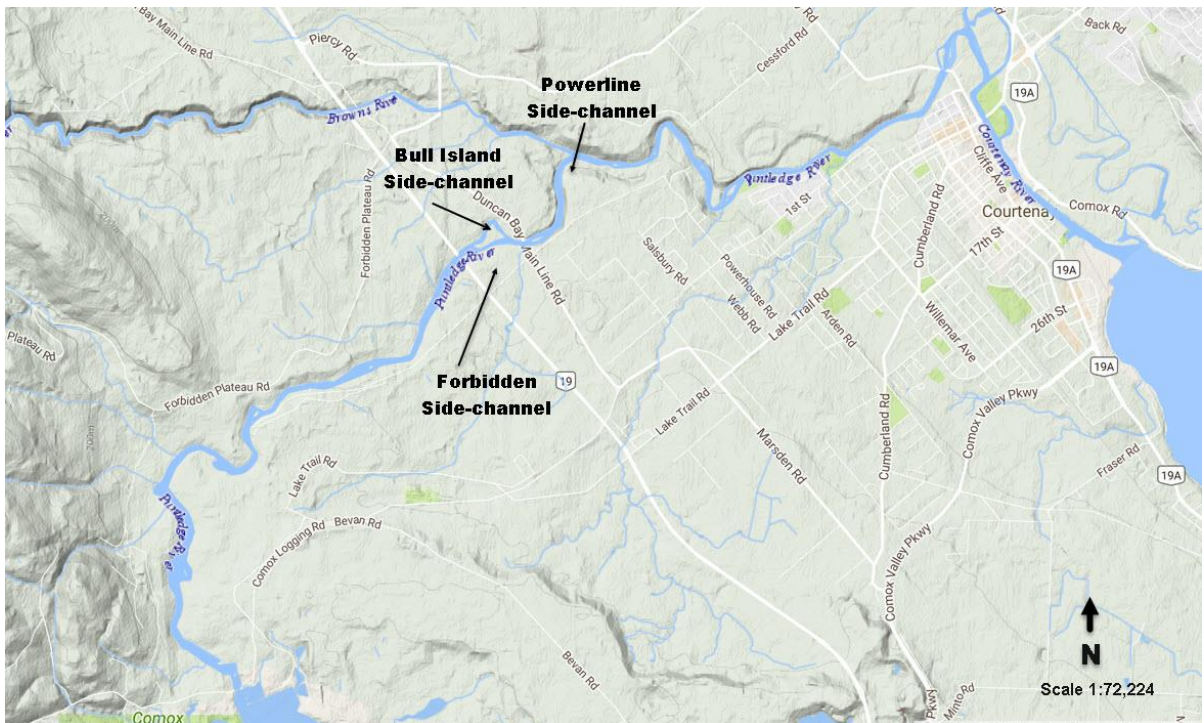 Back Rd
Bay Main Line Rd
Piercy Rd
Cessford Rd
Powerline
Side-channel
19A
Browns River
Bull Island
Side-channel
Puntledge River
Courtenay River
Cliffe Ave
1st St
Comox Rd
Forbidden Plateau Rd
Duncan Bay
Main Line Rd
Cumberland Rd
Courtenay
17th St
Puntledge River
Salsbury Rd
Powerhouse Rd
Webb Rd
19A
Lake Trail Rd
Arden Rd
Willemar Ave
26th St
Plateau Rd
Forbidden Plateau Rd
Forbidden
Side-channel
19
19A
Comox Valley Pkwy
200m
Lake Trail Rd
Marsden Rd
Cumberland Rd
Fraser Rd
19A
Lake Trail Rd
Puntledge River
Comox Logging Rd
Bevan Rd
Comox Valley Pkwy
N
Scale 1:72,224
Bevan Rd
Minto Rd
Pkwy
Comox